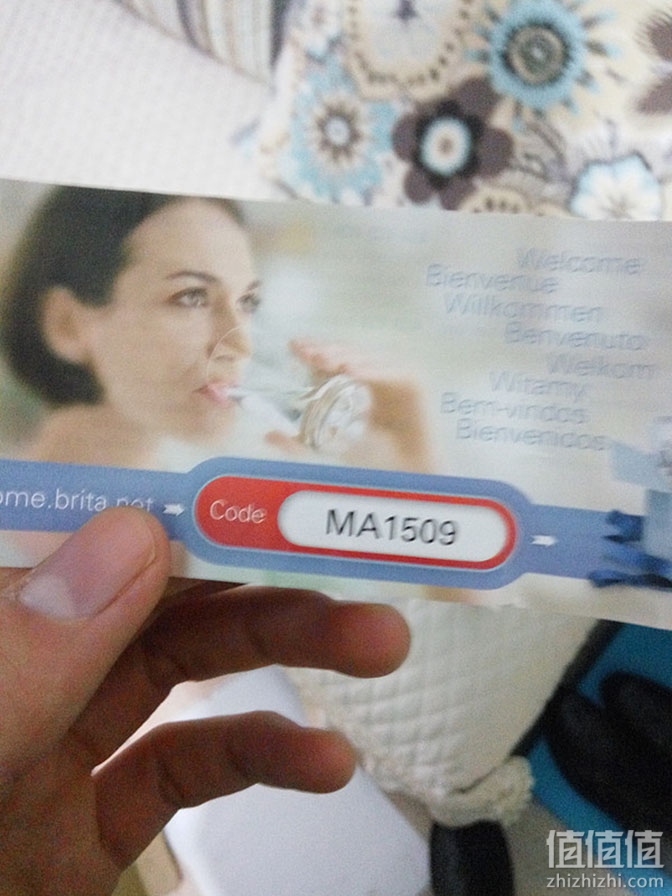 Welcome
Bienvenue
Willkommen
Benvenuto
Welkom
Witamy
Bem-vindos
Bienvenidos
ome.brita.net
Code
MA1509
值值值
zhizhizhi.com